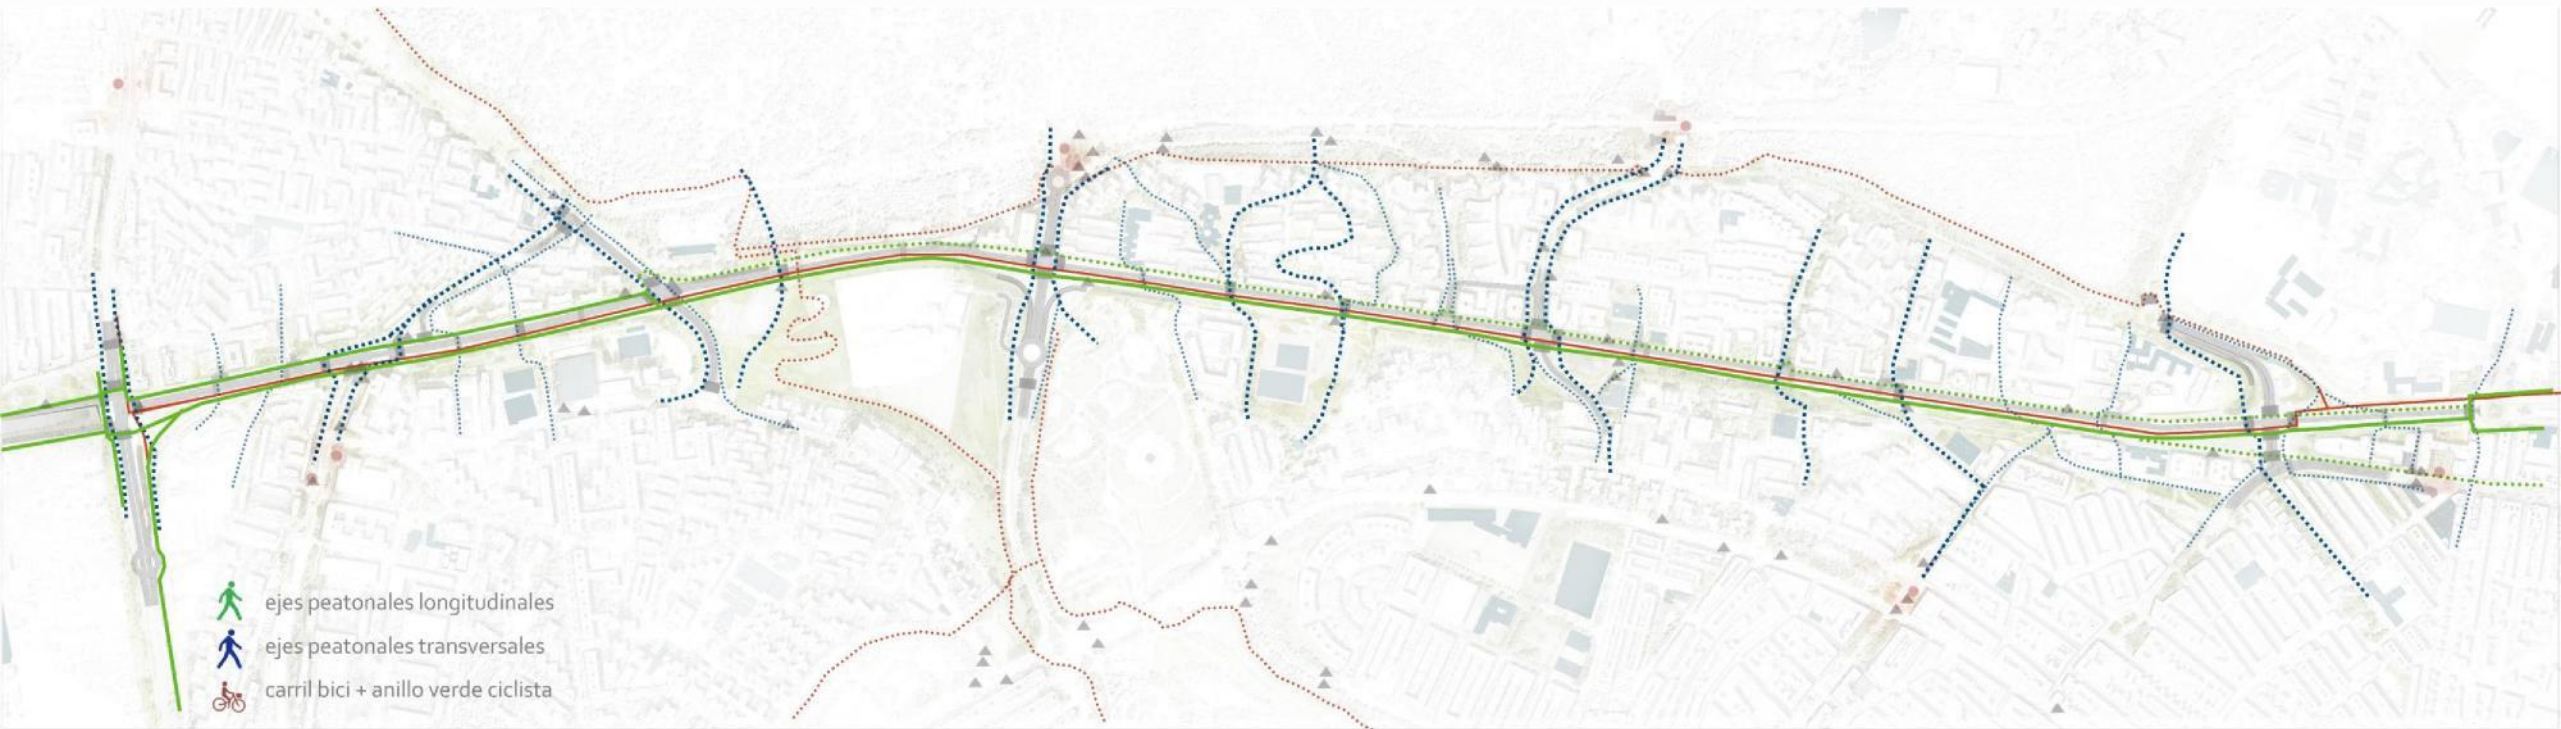 ejes peatonales longitudinales
ejes peatonales transversales
carril bici + anillo verde ciclista